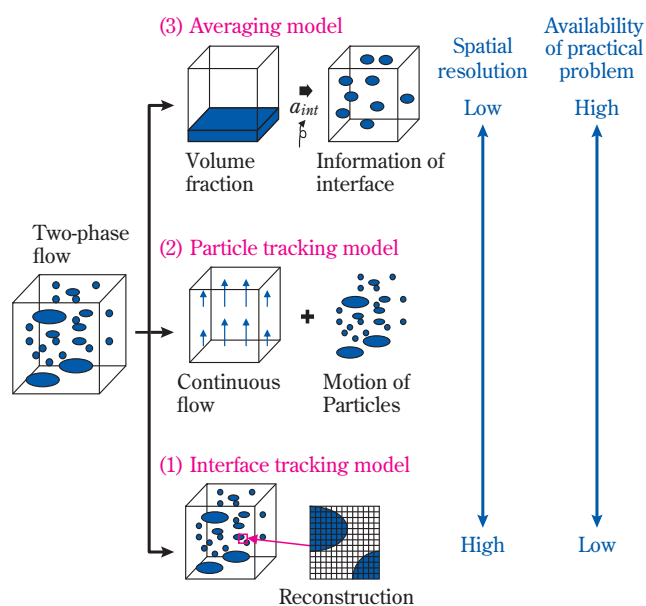 (3) Averaging model
Spatial
resolution
Availability
of practical
problem
Low
High
a_int
Volume
fraction
Information of
interface
Two-phase
flow
(2) Particle tracking model
Continuous
flow
Motion of
Particles
(1) Interface tracking model
High
Low
Reconstruction